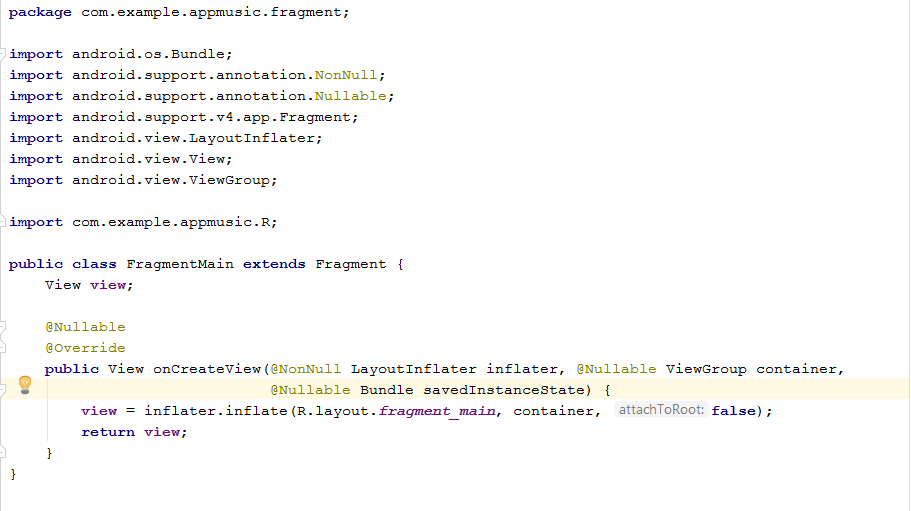 package com.example.appmusic.fragment;
import android.os.Bundle;
import android.support.annotation.NonNull;
import android.support.annotation.Nullable;
import android.support.v4.app.Fragment;
import android.view.LayoutInflater;
import android.view.View;
import android.view.ViewGroup;
import com.example.appmusic.R;
public class FragmentMain extends Fragment {
View view;
@Nullable
@Override
public View onCreateView(@NonNull LayoutInflater inflater, @Nullable ViewGroup container,
@Nullable Bundle savedInstanceState) {
view = inflater.inflate(R.layout.fragment_main, container, attachToRoot: false);
return view;
}
}